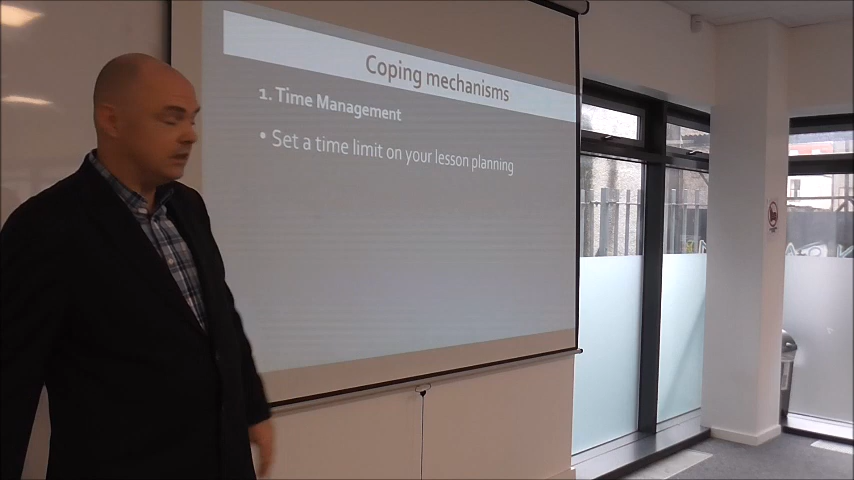 Coping mechanisms
1. Time Management
• Set a time limit on your lesson planning